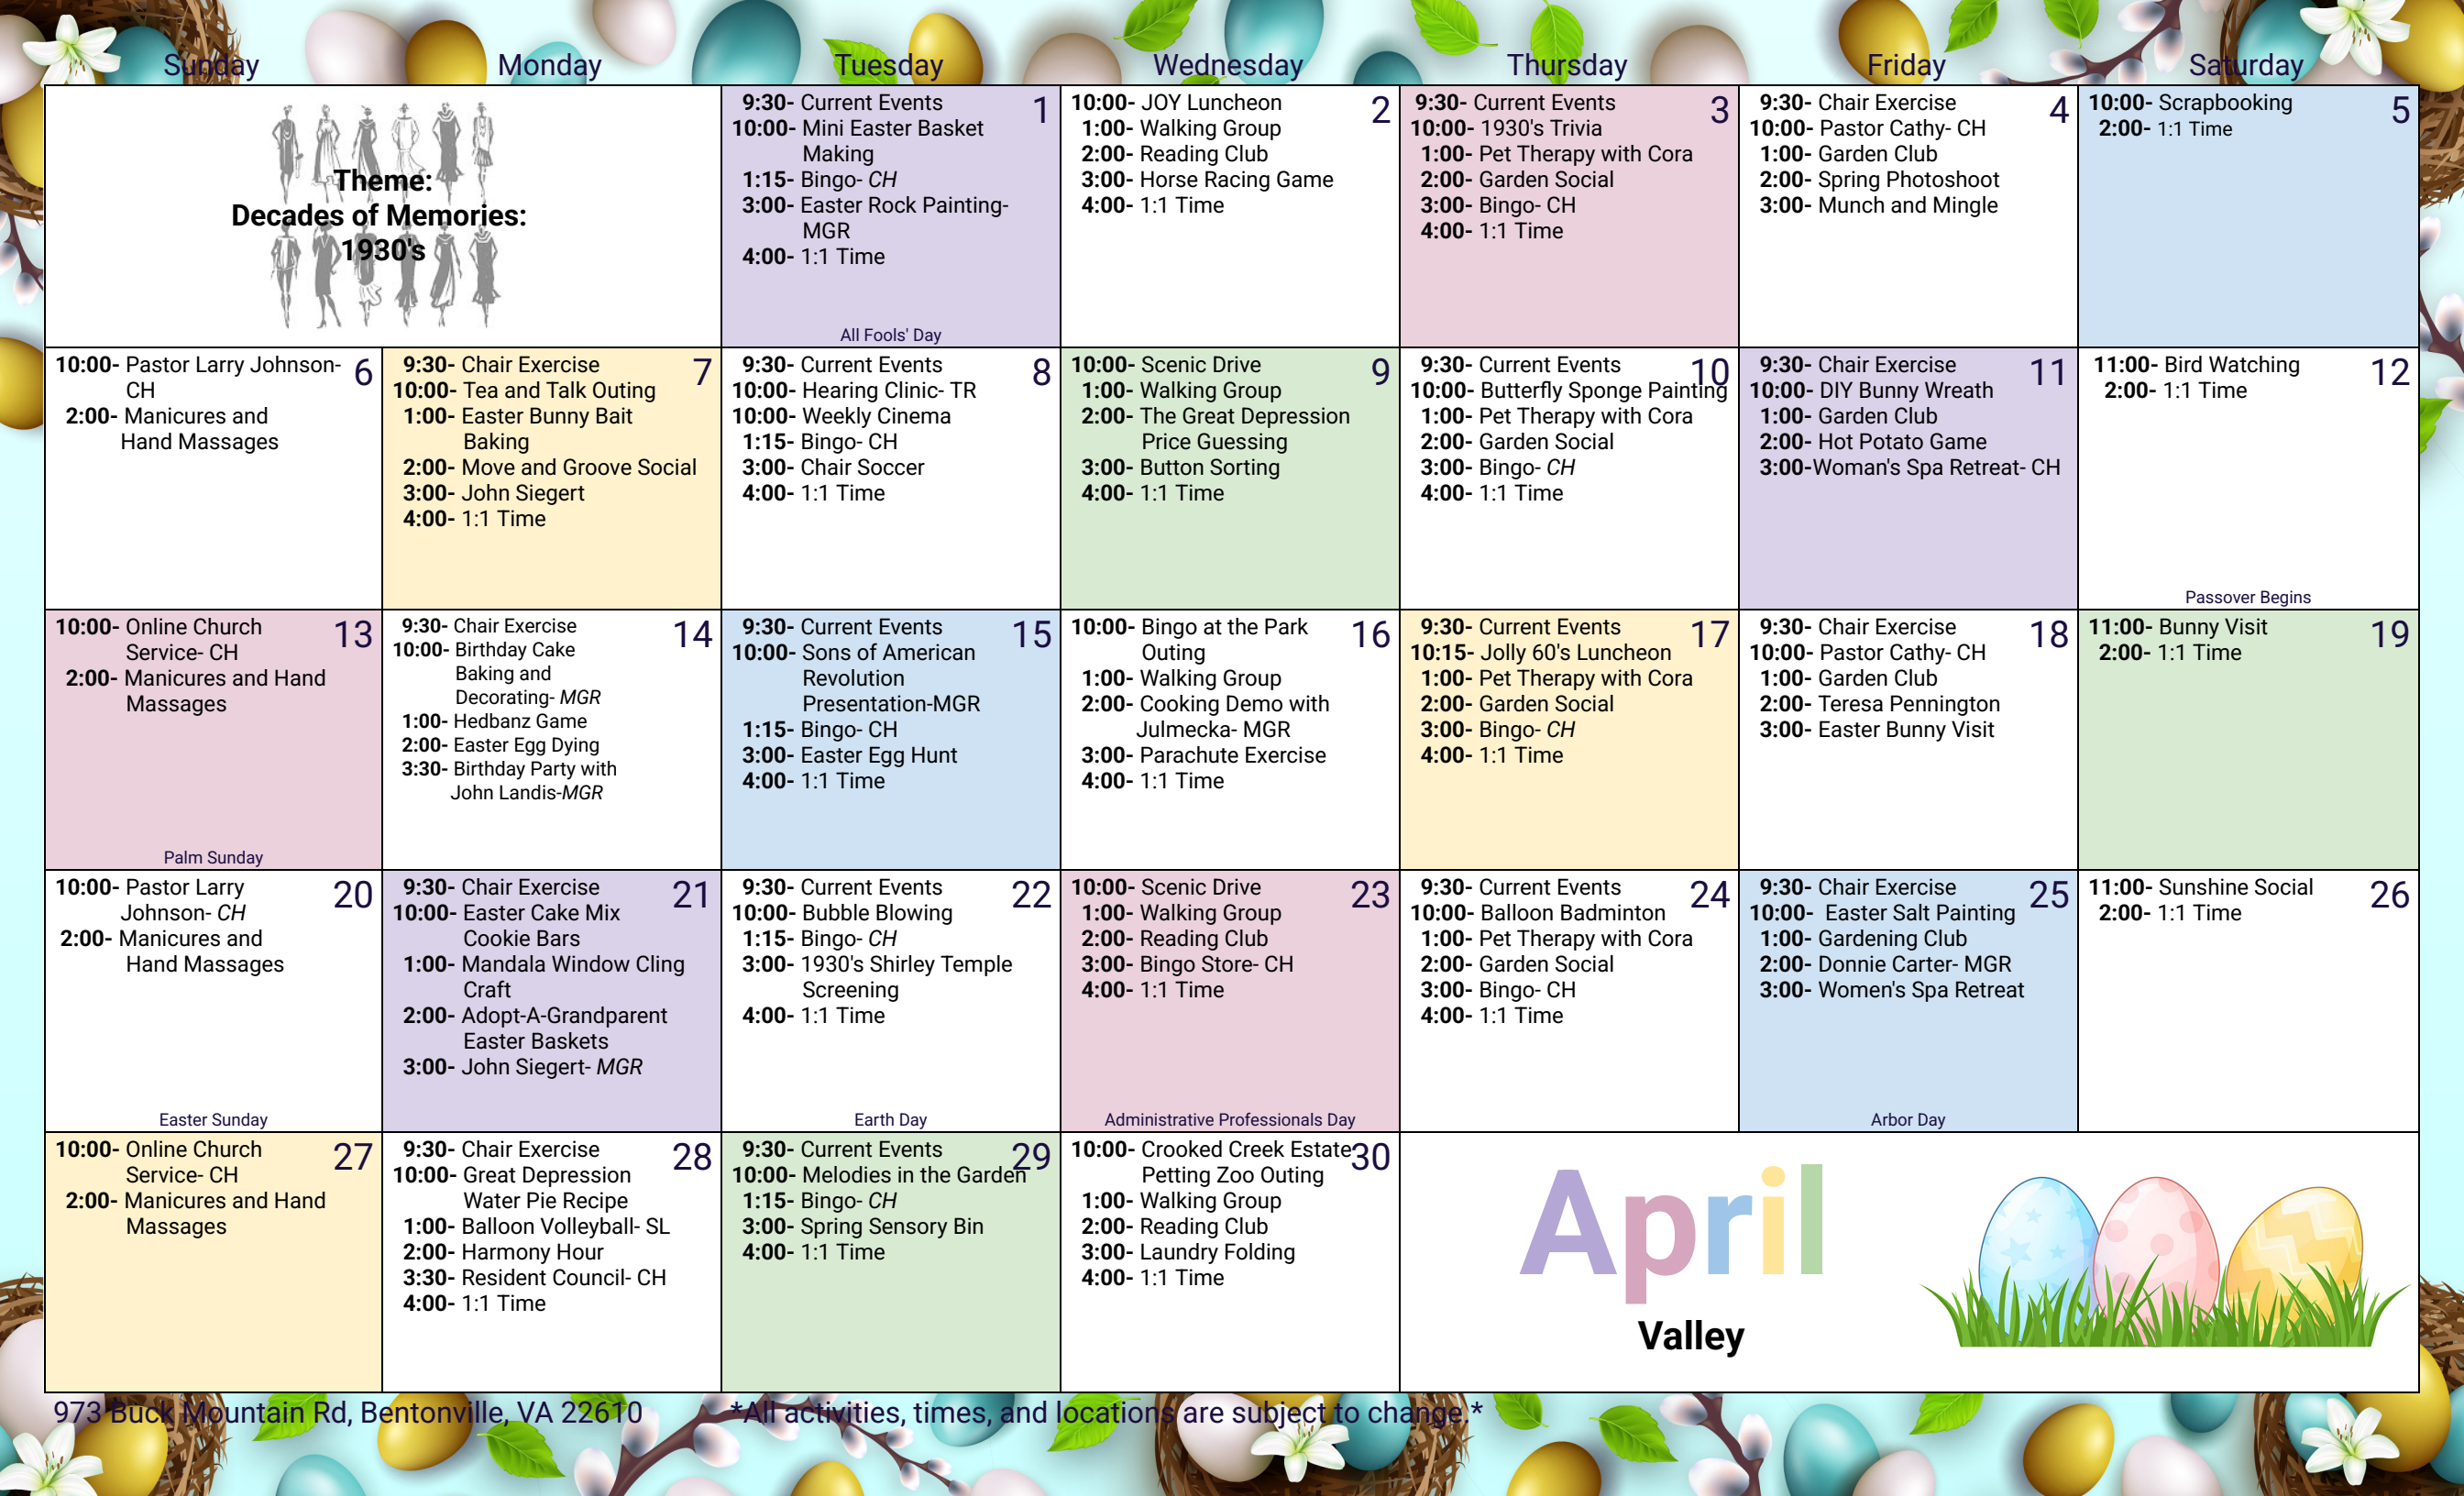 Sunday Monday Tuesday Wednesday Thursday Friday Saturday
Theme:
Decades of Memories:
1930's
1
9:30- Current Events
10:00- Mini Easter Basket
Making
1:15- Bingo- CH
3:00- Easter Rock Painting-
MGR
4:00- 1:1 Time
All Fools' Day
2
10:00- JOY Luncheon
1:00- Walking Group
2:00- Reading Club
3:00- Horse Racing Game
4:00- 1:1 Time
3
9:30- Current Events
10:00- 1930's Trivia
1:00- Pet Therapy with Cora
2:00- Garden Social
3:00- Bingo- CH
4:00- 1:1 Time
4
9:30- Chair Exercise
10:00- Pastor Cathy- CH
1:00- Garden Club
2:00- Spring Photoshoot
3:00- Munch and Mingle
5
10:00- Scrapbooking
2:00- 1:1 Time
6
10:00- Pastor Larry Johnson-
CH
2:00- Manicures and
Hand Massages
7
9:30- Chair Exercise
10:00- Tea and Talk Outing
1:00- Easter Bunny Bait
Baking
2:00- Move and Groove Social
3:00- John Siegert
4:00- 1:1 Time
8
9:30- Current Events
10:00- Hearing Clinic- TR
10:00- Weekly Cinema
1:15- Bingo- CH
3:00- Chair Soccer
4:00- 1:1 Time
9
10:00- Scenic Drive
1:00- Walking Group
2:00- The Great Depression
Price Guessing
3:00- Button Sorting
4:00- 1:1 Time
10
9:30- Current Events
10:00- Butterfly Sponge Painting
1:00- Pet Therapy with Cora
2:00- Garden Social
3:00- Bingo- CH
4:00- 1:1 Time
11
9:30- Chair Exercise
10:00- DIY Bunny Wreath
1:00- Garden Club
2:00- Hot Potato Game
3:00-Woman's Spa Retreat- CH
12
11:00- Bird Watching
2:00- 1:1 Time
Passover Begins
13
10:00- Online Church
Service- CH
2:00- Manicures and Hand
Massages
Palm Sunday
14
9:30- Chair Exercise
10:00- Birthday Cake
Baking and
Decorating- MGR
1:00- Hedbanz Game
2:00- Easter Egg Dying
3:30- Birthday Party with
John Landis-MGR
15
9:30- Current Events
10:00- Sons of American
Revolution
Presentation-MGR
1:15- Bingo- CH
3:00- Easter Egg Hunt
4:00- 1:1 Time
16
10:00- Bingo at the Park
Outing
1:00- Walking Group
2:00- Cooking Demo with
Julmecka- MGR
3:00- Parachute Exercise
4:00- 1:1 Time
17
9:30- Current Events
10:15- Jolly 60's Luncheon
1:00- Pet Therapy with Cora
2:00- Garden Social
3:00- Bingo- CH
4:00- 1:1 Time
18
9:30- Chair Exercise
10:00- Pastor Cathy- CH
1:00- Garden Club
2:00- Teresa Pennington
3:00- Easter Bunny Visit
19
11:00- Bunny Visit
2:00- 1:1 Time
20
10:00- Pastor Larry
Johnson- CH
2:00- Manicures and
Hand Massages
Easter Sunday
21
9:30- Chair Exercise
10:00- Easter Cake Mix
Cookie Bars
1:00- Mandala Window Cling
Craft
2:00- Adopt-A-Grandparent
Easter Baskets
3:00- John Siegert- MGR
22
9:30- Current Events
10:00- Bubble Blowing
1:15- Bingo- CH
3:00- 1930's Shirley Temple
Screening
4:00- 1:1 Time
Earth Day
23
10:00- Scenic Drive
1:00- Walking Group
2:00- Reading Club
3:00- Bingo Store- CH
4:00- 1:1 Time
Administrative Professionals Day
24
9:30- Current Events
10:00- Balloon Badminton
1:00- Pet Therapy with Cora
2:00- Garden Social
3:00- Bingo- CH
4:00- 1:1 Time
25
9:30- Chair Exercise
10:00- Easter Salt Painting
1:00- Gardening Club
2:00- Donnie Carter- MGR
3:00- Women's Spa Retreat
Arbor Day
26
11:00- Sunshine Social
2:00- 1:1 Time
27
10:00- Online Church
Service- CH
2:00- Manicures and Hand
Massages
28
9:30- Chair Exercise
10:00- Great Depression
Water Pie Recipe
1:00- Balloon Volleyball- SL
2:00- Harmony Hour
3:30- Resident Council- CH
4:00- 1:1 Time
29
9:30- Current Events
10:00- Melodies in the Garden
1:15- Bingo- CH
3:00- Spring Sensory Bin
4:00- 1:1 Time
30
10:00- Crooked Creek Estate
Petting Zoo Outing
1:00- Walking Group
2:00- Reading Club
3:00- Laundry Folding
4:00- 1:1 Time
April
Valley
973 Buck Mountain Rd, Bentonville, VA 22610
*All activities, times, and locations are subject to change.*